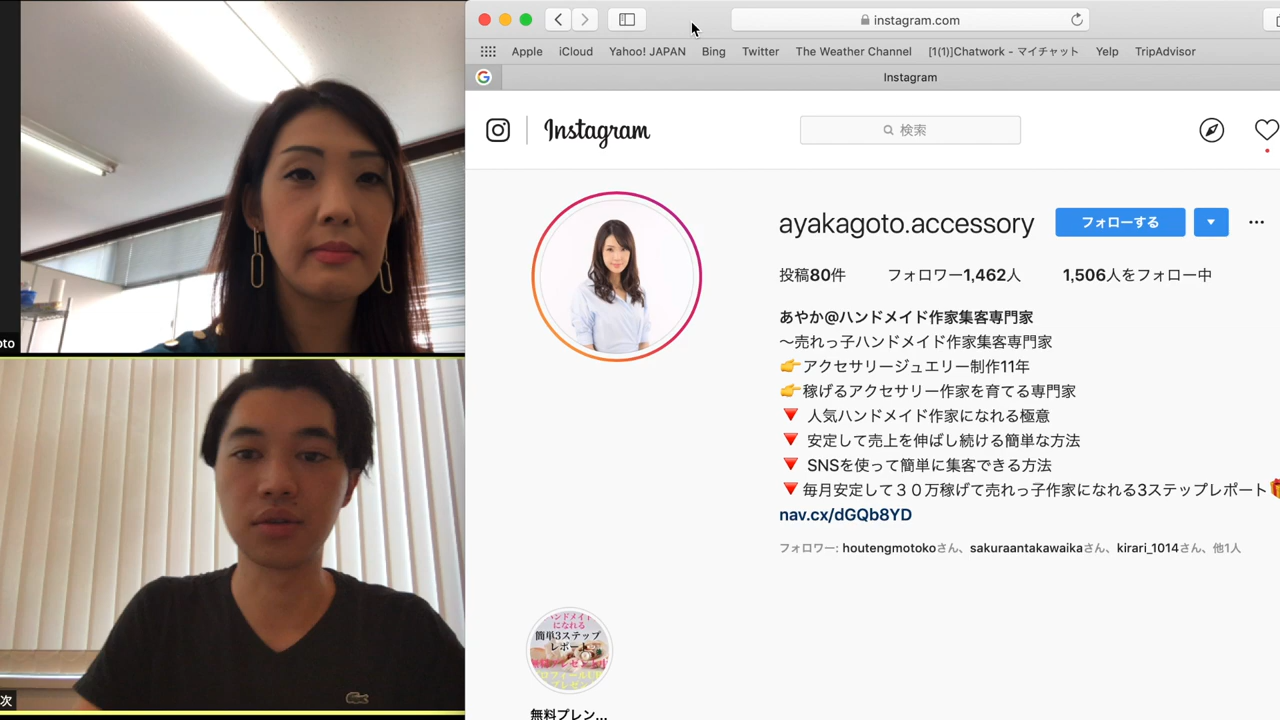 oto
次
instagram.com
Apple iCloud Yahoo! JAPAN Bing Twitter The Weather Channel [1(1)]Chatwork - マイチャット Yelp TripAdvisor
G
Instagram
Instagram
検索
ayakagoto.accessory フォローする
投稿80件 フォロワー1,462人 1,506人をフォロー中
あやか@ハンドメイド作家集客専門家
〜売れっ子ハンドメイド作家集客専門家
👉アクセサリージュエリー制作11年
👉稼げるアクセサリー作家を育てる専門家
🔻 人気ハンドメイド作家になれる極意
🔻 安定して売上を伸ばし続ける簡単な方法
🔻 SNSを使って簡単に集客できる方法
🔻毎月安定して３０万稼げて売れっ子作家になれる3ステップレポート🎁
nav.cx/dGQb8YD
フォロワー: houtengmotokoさん、sakuraantakawaikaさん、kirari_1014さん、他1人
ハンドメイド
になれる
簡単3ステップ
レポート
無料プレン...